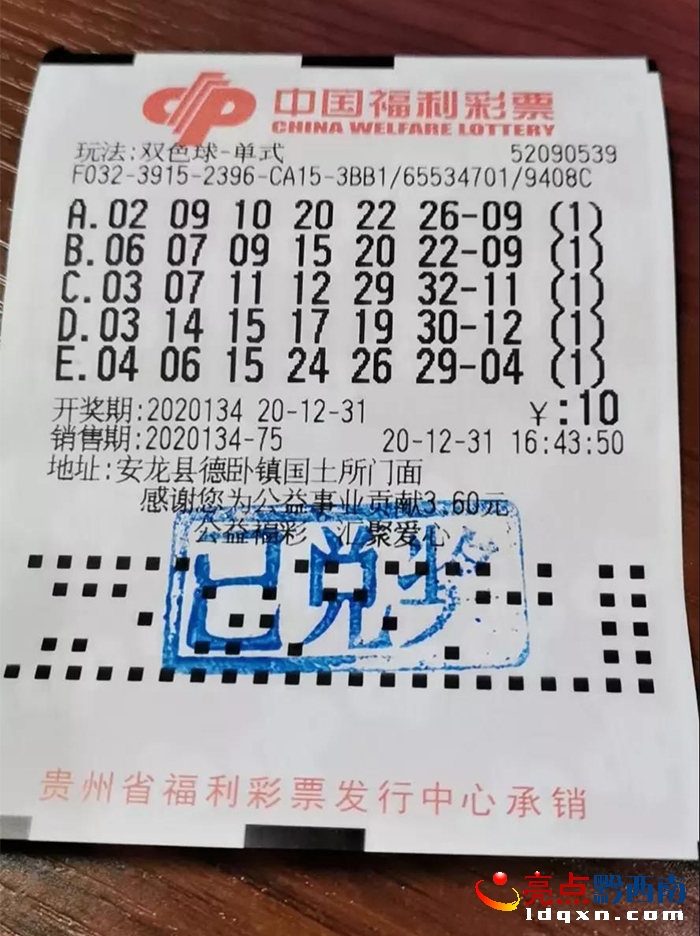 中国福利彩票
CHINA WELFARE LOTTERY
玩法:双色球-单式 52090539
F032-3915-2396-CA15-3BB1/65534701/9408C
A.02 09 10 20 22 26-09 (1)
B.06 07 09 15 20 22-09 (1)
C.03 07 11 12 29 32-11 (1)
D.03 14 15 17 19 30-12 (1)
E.04 06 15 24 26 29-04 (1)
开奖期:2020134 20-12-31 ¥:10
销售期:2020134-75 20-12-31 16:43:50
地址:安龙县德卧镇国土所门面
感谢您为公益事业贡献3.60元
公益福彩 汇聚爱心
已兑奖
贵州省福利彩票发行中心承销
亮点黔西南
ldqxn.com